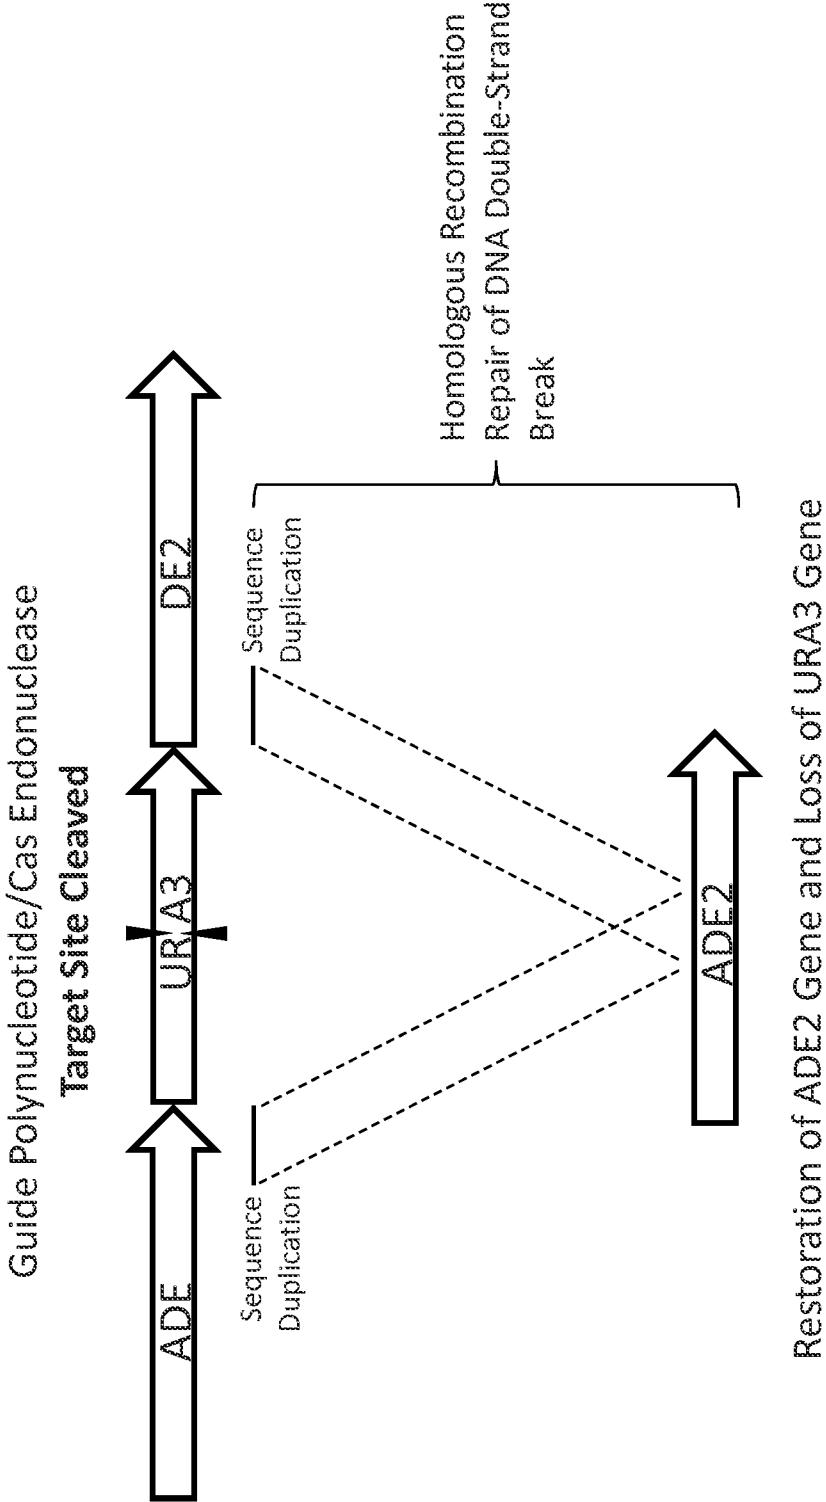 Guide Polynucleotide/Cas Endonuclease
Target Site Cleaved
ADE
URA3
DE2
Sequence
Duplication
Sequence
Duplication
Homologous Recombination
Repair of DNA Double-Strand
Break
ADE2
Restoration of ADE2 Gene and Loss of URA3 Gene